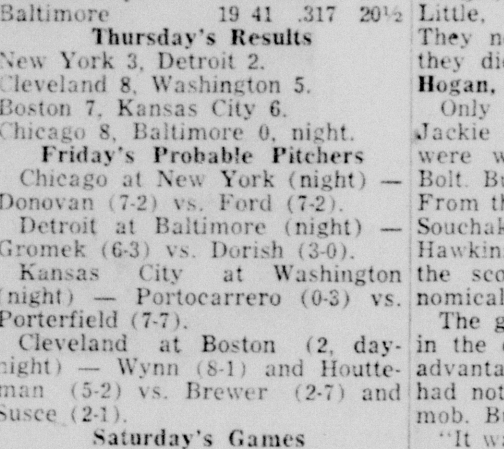 Baltimore 19 41 .317 20½
Thursday's Results
New York 3, Detroit 2.
Cleveland 8, Washington 5.
Boston 7, Kansas City 6.
Chicago 8, Baltimore 0, night.
Friday's Probable Pitchers
Chicago at New York (night) —
Donovan (7-2) vs. Ford (7-2).
Detroit at Baltimore (night) —
Gromek (6-3) vs. Dorish (3-0).
Kansas City at Washington
(night) — Portocarrero (0-3) vs.
Porterfield (7-7).
Cleveland at Boston (2, day-
night) — Wynn (8-1) and Houtte-
man (5-2) vs. Brewer (2-7) and
Susce (2-1).
Saturday's Games
Little,
They
they
Hogan,
Only
Jackie
were
Bolt.
From
Souchak
Hawkin
the sco
nomical
The g
in the
advanta
had not
mob.
"It